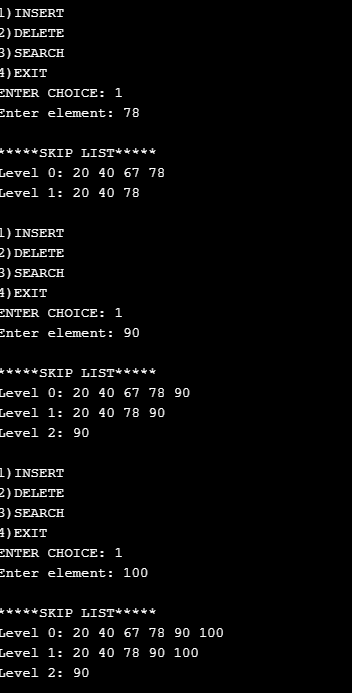 1)INSERT
2)DELETE
3)SEARCH
4)EXIT
ENTER CHOICE: 1
Enter element: 78
*****SKIP LIST*****
Level 0: 20 40 67 78
Level 1: 20 40 78
1)INSERT
2)DELETE
3)SEARCH
4)EXIT
ENTER CHOICE: 1
Enter element: 90
*****SKIP LIST*****
Level 0: 20 40 67 78 90
Level 1: 20 40 78 90
Level 2: 90
1)INSERT
2)DELETE
3)SEARCH
4)EXIT
ENTER CHOICE: 1
Enter element: 100
*****SKIP LIST*****
Level 0: 20 40 67 78 90 100
Level 1: 20 40 78 90 100
Level 2: 90